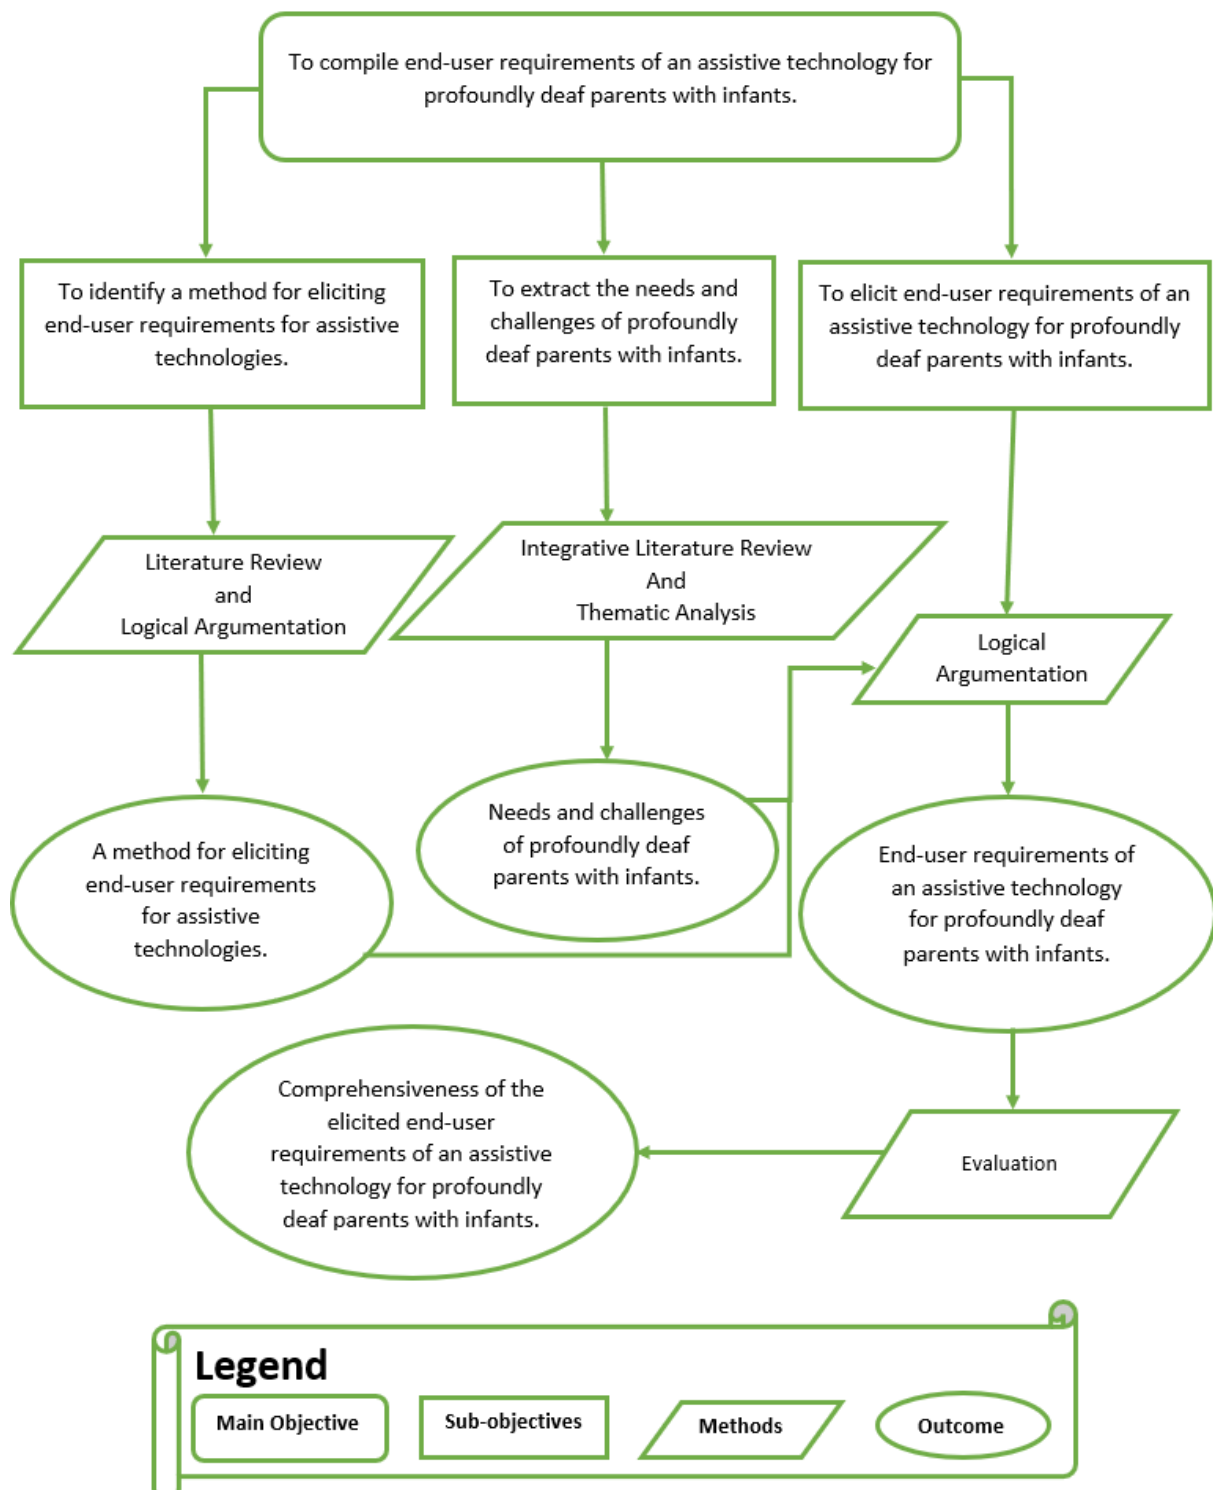 To compile end-user requirements of an assistive technology for
profoundly deaf parents with infants.
To identify a method for eliciting
end-user requirements for assistive
technologies.
To extract the needs and
challenges of profoundly
deaf parents with infants.
To elicit end-user requirements of an
assistive technology for profoundly
deaf parents with infants.
Literature Review
and
Logical Argumentation
Integrative Literature Review
And
Thematic Analysis
Logical
Argumentation
A method for eliciting
end-user requirements
for assistive
technologies.
Needs and challenges
of profoundly deaf
parents with infants.
End-user requirements of
an assistive technology
for profoundly deaf
parents with infants.
Comprehensiveness of the
elicited end-user
requirements of an assistive
technology for profoundly
deaf parents with infants.
Evaluation
Legend
Main Objective
Sub-objectives
Methods
Outcome